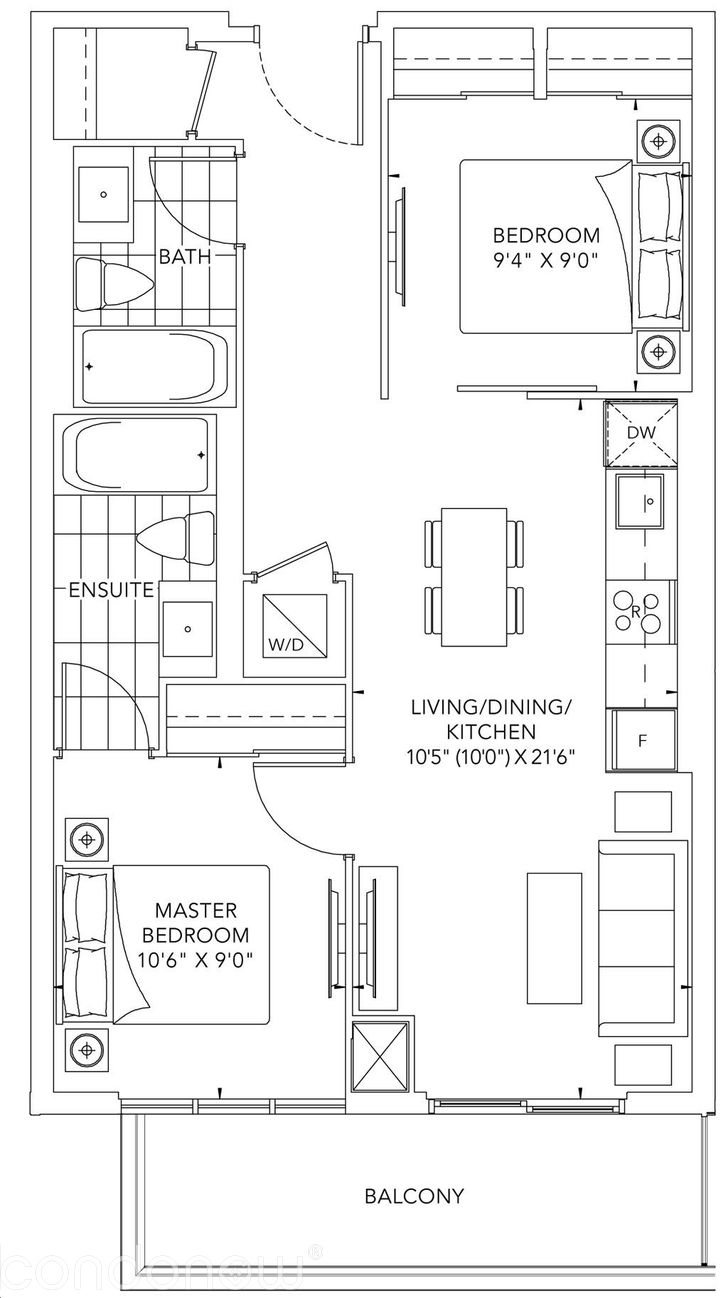 BEDROOM
9'4" X 9'0"
BATH
DW
ENSUITE
R
W/D
LIVING/DINING/
KITCHEN
10'5" (10'0") X 21'6"
F
MASTER
BEDROOM
10'6" X 9'0"
BALCONY
condonow®